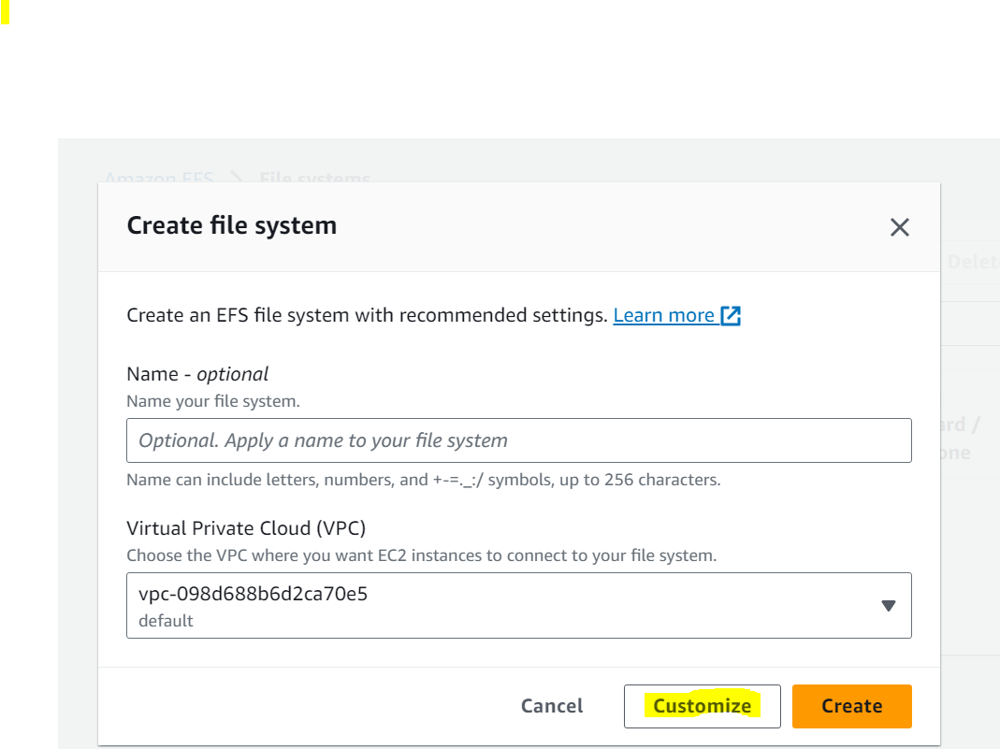 Amazon EFS > File systems
Create file system
Delet
Create an EFS file system with recommended settings. Learn more
Name - optional
Name your file system.
Optional. Apply a name to your file system
Name can include letters, numbers, and +-=._:/ symbols, up to 256 characters.
ard /
one
Virtual Private Cloud (VPC)
Choose the VPC where you want EC2 instances to connect to your file system.
vpc-098d688b6d2ca70e5
default
Cancel
Customize
Create